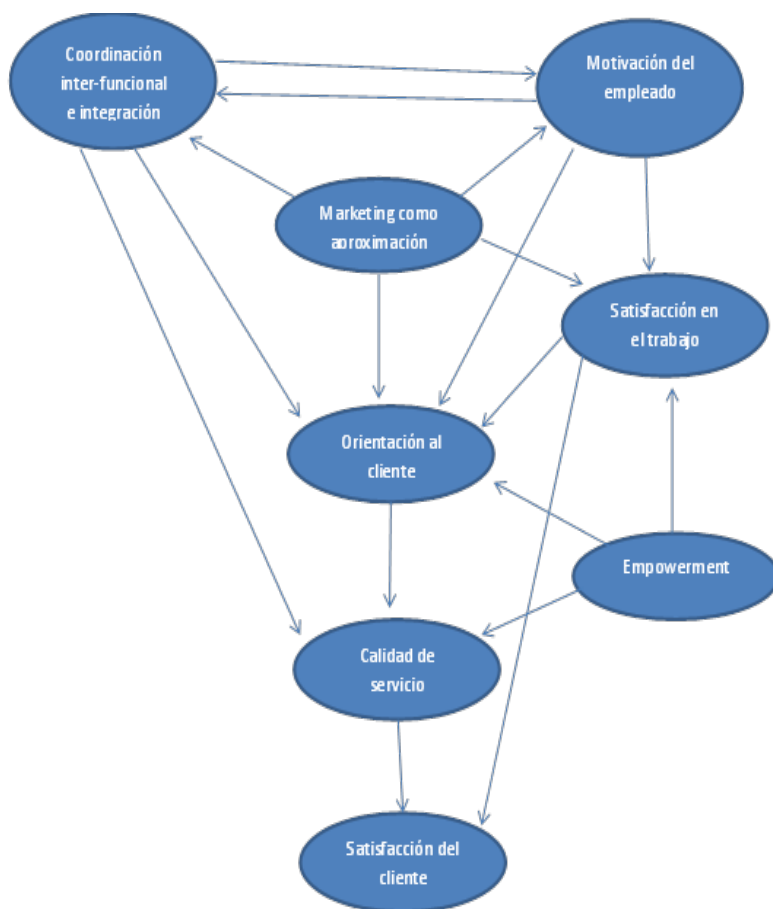 Coordinación
inter-funcional
e integración
Motivación del
empleado
Marketing como
aproximación
Satisfacción en
el trabajo
Orientación al
cliente
Empowerment
Calidad de
servicio
Satisfacción del
cliente